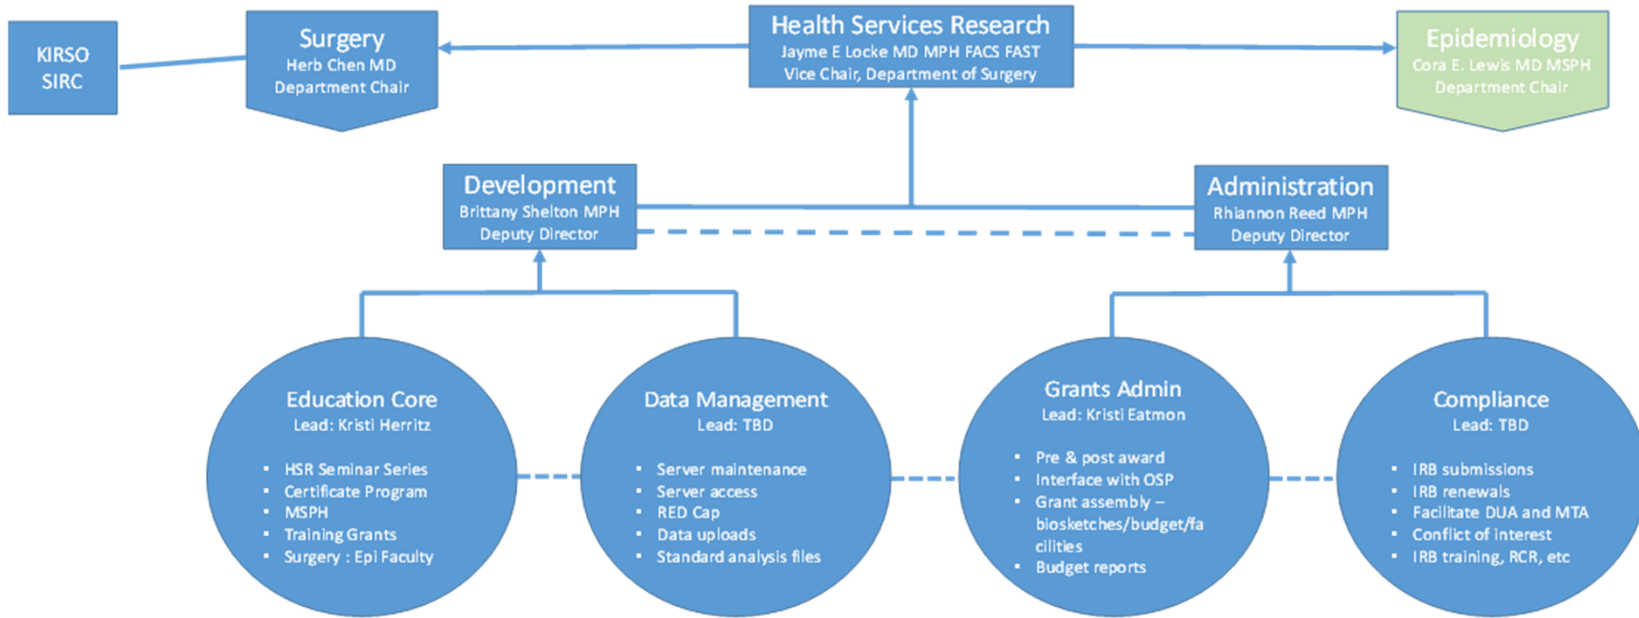 KIRSO
SIRC
Surgery
Herb Chen MD
Department Chair
Health Services Research
Jayme E Locke MD MPH FACS FAST
Vice Chair, Department of Surgery
Epidemiology
Cora E. Lewis MD MSPH
Department Chair
Development
Brittany Shelton MPH
Deputy Director
Administration
Rhiannon Reed MPH
Deputy Director
Education Core
Lead: Kristi Herritz
▪ HSR Seminar Series
▪ Certificate Program
▪ MSPH
▪ Training Grants
▪ Surgery : Epi Faculty
Data Management
Lead: TBD
▪ Server maintenance
▪ Server access
▪ RED Cap
▪ Data uploads
▪ Standard analysis files
Grants Admin
Lead: Kristi Eatmon
▪ Pre & post award
▪ Interface with OSP
▪ Grant assembly –
biosketches/budget/fa
cilities
▪ Budget reports
Compliance
Lead: TBD
▪ IRB submissions
▪ IRB renewals
▪ Facilitate DUA and MTA
▪ Conflict of interest
▪ IRB training, RCR, etc